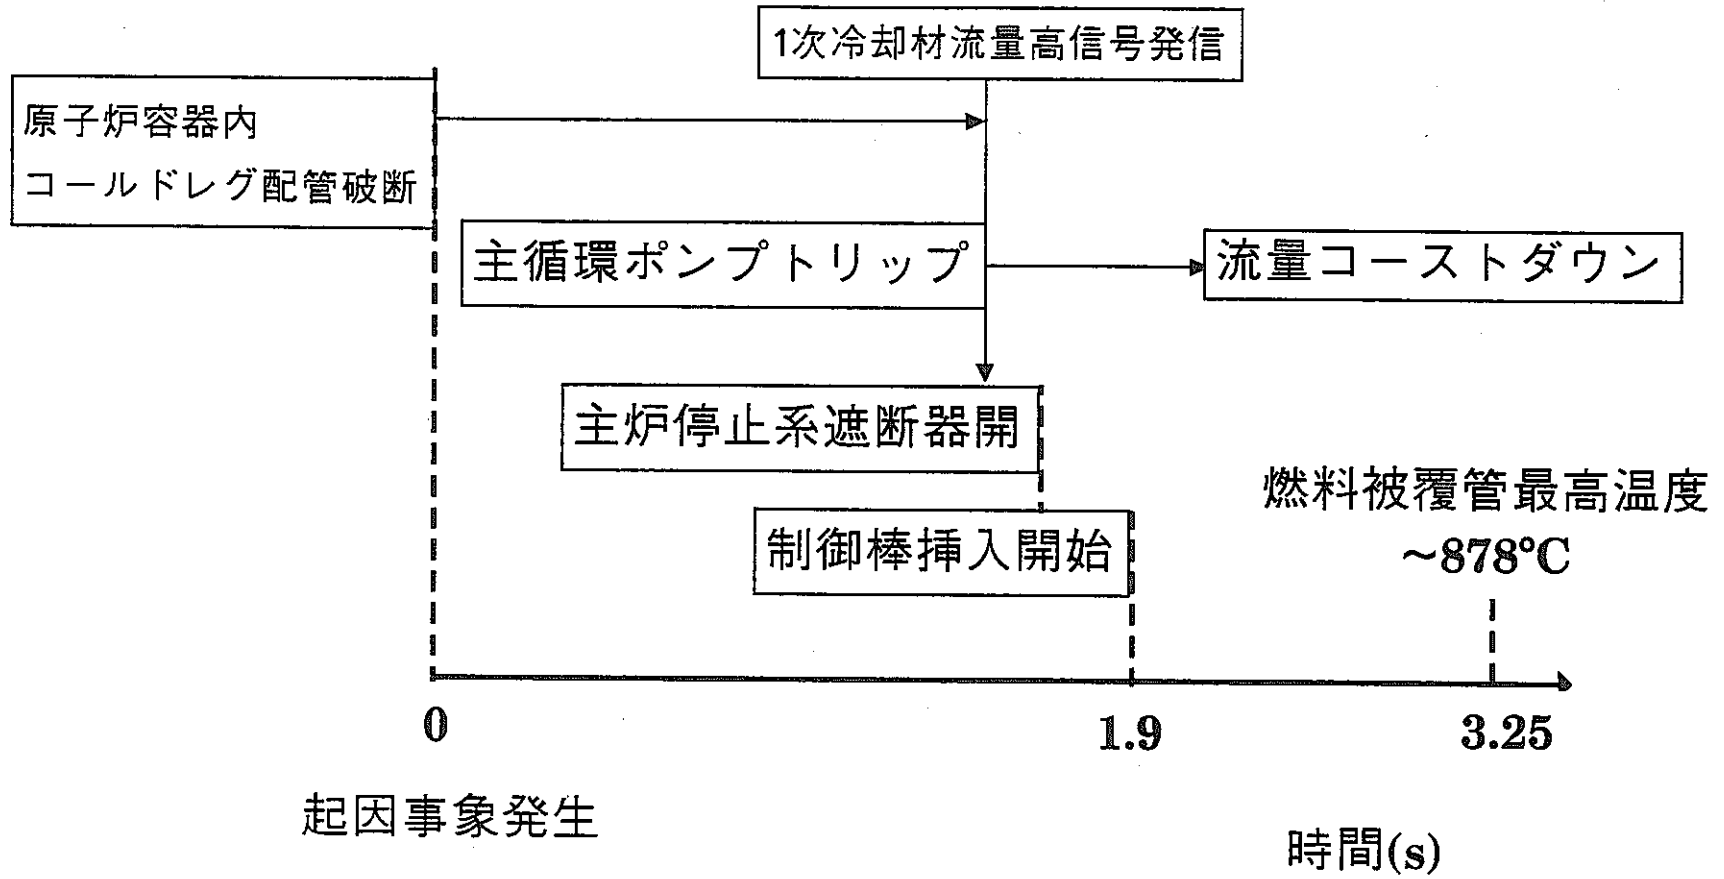 1次冷却材流量高信号発信
原子炉容器内
コールドレグ配管破断
主循環ポンプトリップ
流量コーストダウン
主炉停止系遮断器開
燃料被覆管最高温度
~878℃
制御棒挿入開始
0
1.9
3.25
起因事象発生
時間(s)